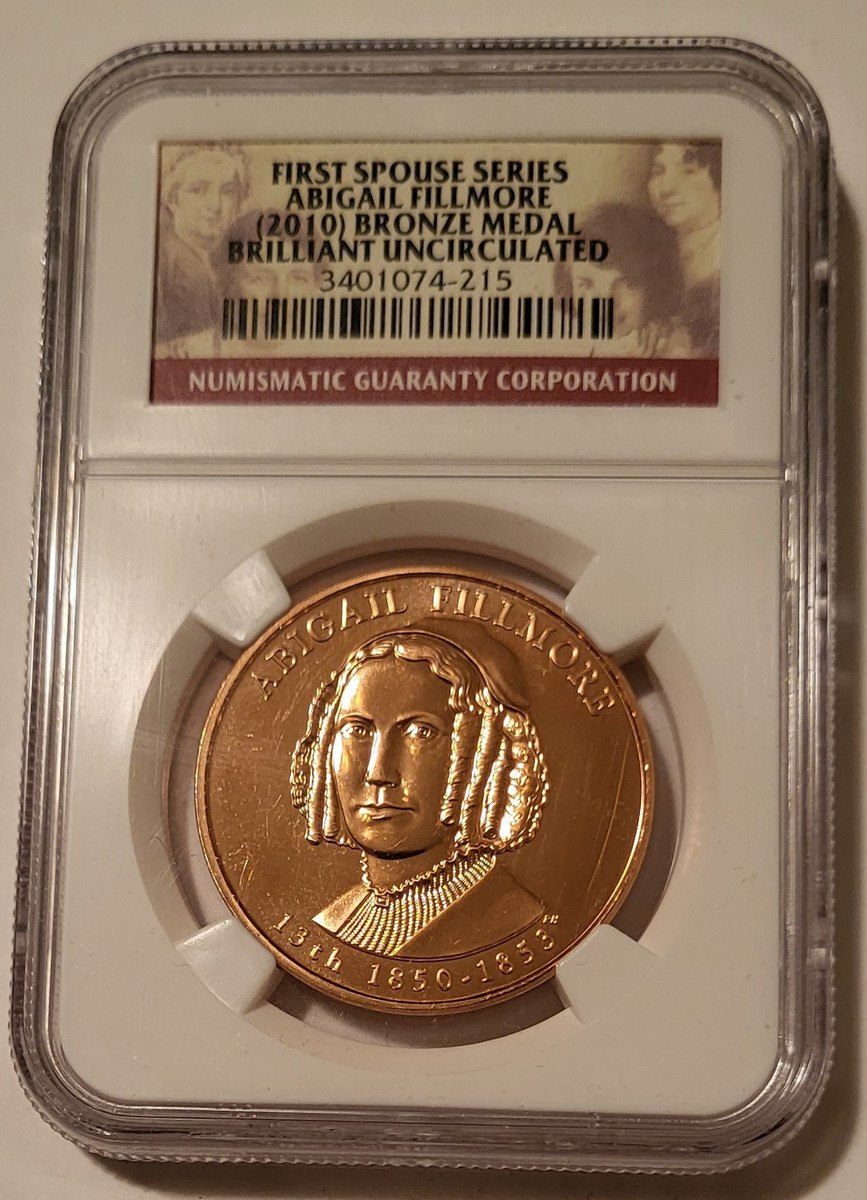 FIRST SPOUSE SERIES
ABIGAIL FILLMORE
(2010) BRONZE MEDAL
BRILLIANT UNCIRCULATED
3401074-215
NUMISMATIC GUARANTY CORPORATION
ABIGAIL FILLMORE
13th 1850-1853